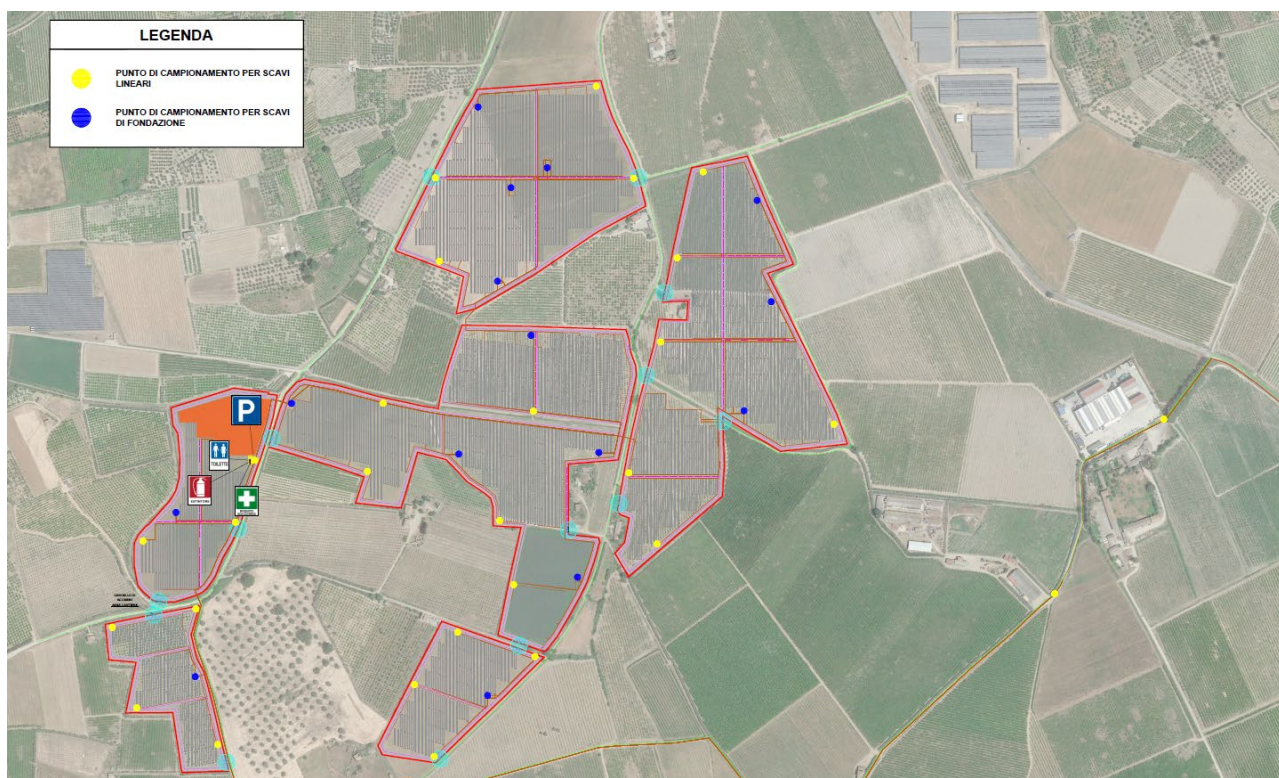 LEGENDA
PUNTO DI CAMPIONAMENTO PER SCAVI
LINEARI
PUNTO DI CAMPIONAMENTO PER SCAVI
DI FONDAZIONE
P
TOILETTE
ESTINTORE